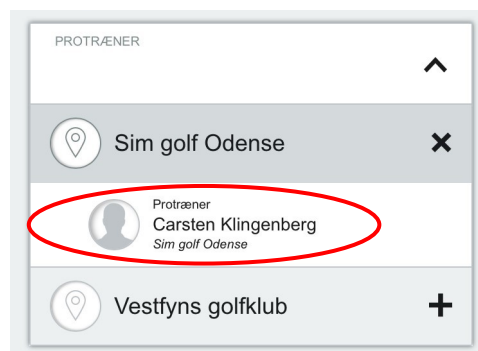 PROTRÆNER
Sim golf Odense
Protræner
Carsten Klingenberg
Sim golf Odense
Vestfyns golfklub